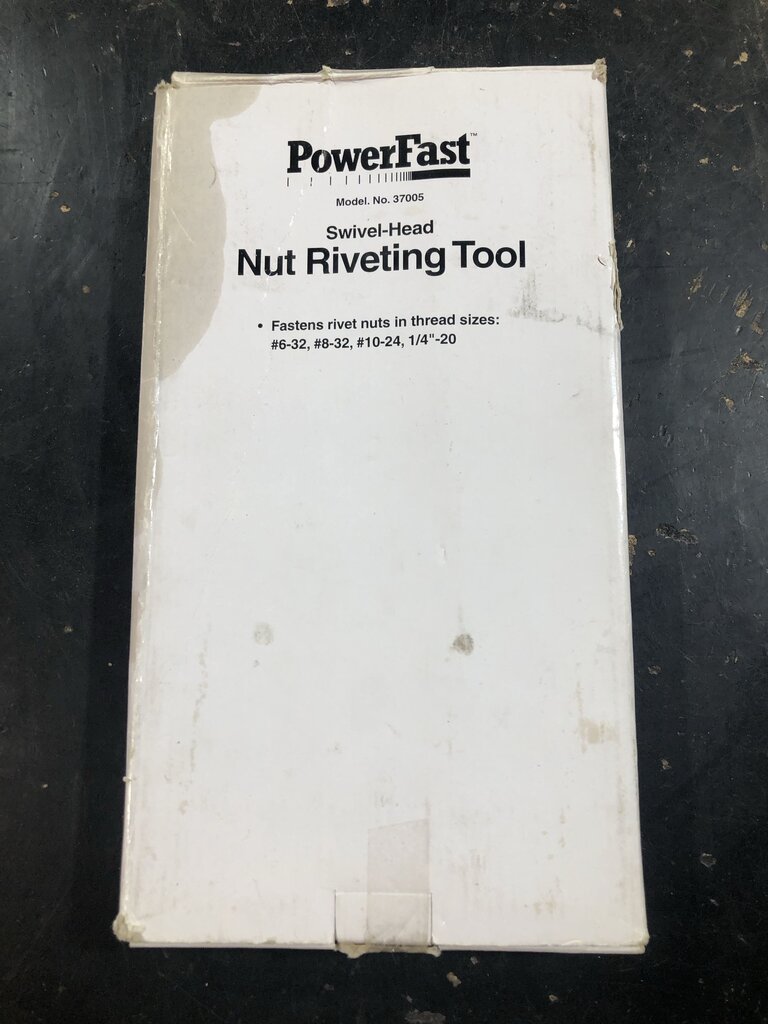 PowerFast™
Model. No. 37005
Swivel-Head
Nut Riveting Tool
• Fastens rivet nuts in thread sizes:
#6-32, #8-32, #10-24, 1/4"-20